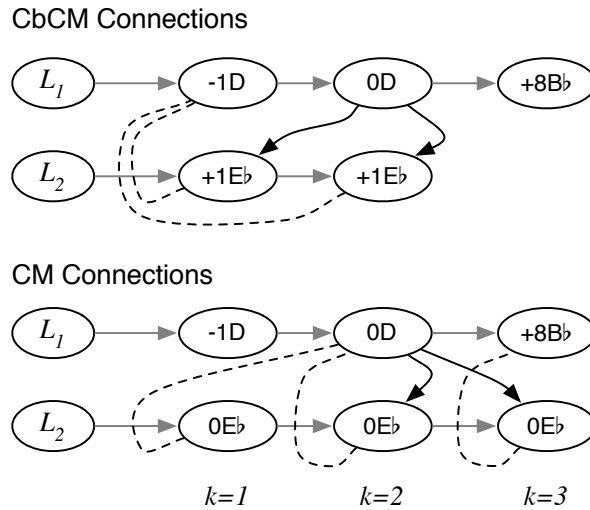 CbCM Connections
L₁ -1D 0D +8B♭
L₂ +1E♭ +1E♭
CM Connections
L₁ -1D 0D +8B♭
L₂ 0E♭ 0E♭ 0E♭
k=1 k=2 k=3